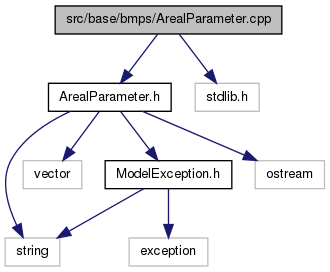 src/base/bmps/ArealParameter.cpp
ArealParameter.h
stdlib.h
vector
ModelException.h
ostream
string
exception